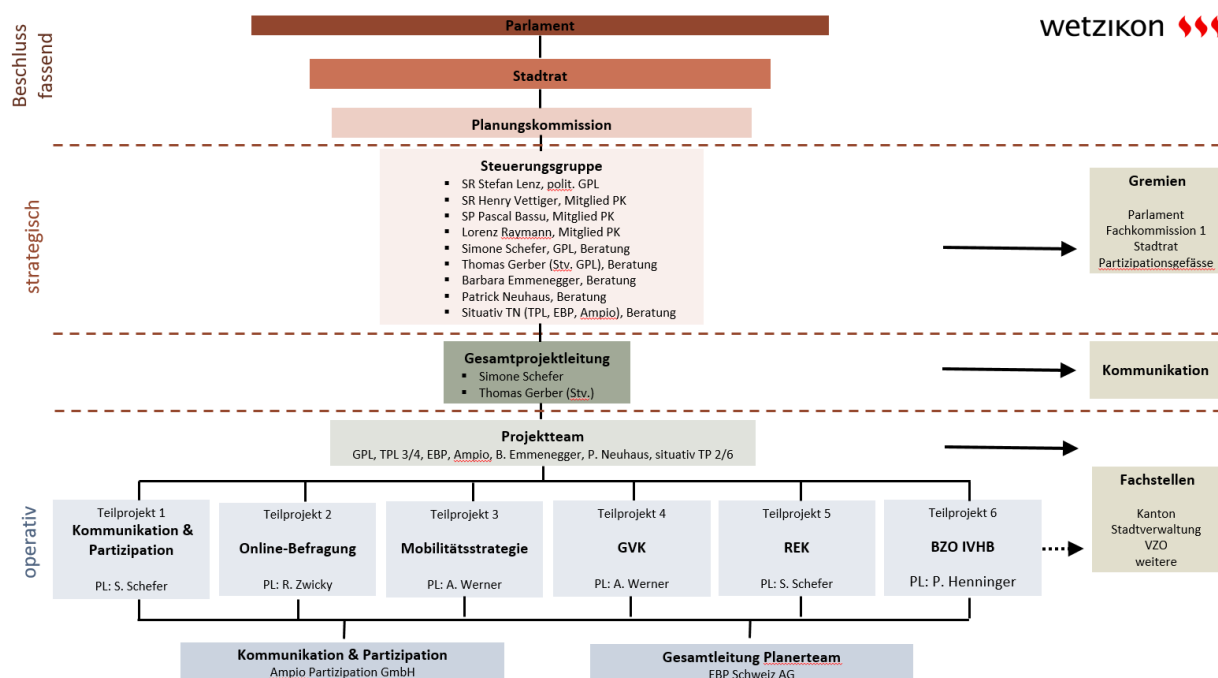 Beschluss
fassend
Parlament
wetzıkon
Stadtrat
Planungskommission
strategisch
Steuerungsgruppe
▪ SR Stefan Lenz, polit. GPL
▪ SR Henry Vettiger, Mitglied PK
▪ SP Pascal Bassu, Mitglied PK
▪ Lorenz Raymann, Mitglied PK
▪ Simone Schefer, GPL, Beratung
▪ Thomas Gerber (Stv. GPL), Beratung
▪ Barbara Emmenegger, Beratung
▪ Patrick Neuhaus, Beratung
▪ Situativ TN (TPL, EBP, Ampio), Beratung
Gremien
Parlament
Fachkommission 1
Stadtrat
Partizipationsgefässe
Gesamtprojektleitung
▪ Simone Schefer
▪ Thomas Gerber (Stv.)
Kommunikation
operativ
Projektteam
GPL, TPL 3/4, EBP, Ampio, B. Emmenegger, P. Neuhaus, situativ TP 2/6
Teilprojekt 1
Kommunikation &
Partizipation
PL: S. Schefer
Teilprojekt 2
Online-Befragung
PL: R. Zwicky
Teilprojekt 3
Mobilitätsstrategie
PL: A. Werner
Teilprojekt 4
GVK
PL: A. Werner
Teilprojekt 5
REK
PL: S. Schefer
Teilprojekt 6
BZO IVHB
PL: P. Henninger
Fachstellen
Kanton
Stadtverwaltung
VZO
weitere
Kommunikation & Partizipation
Ampio Partizipation GmbH
Gesamtleitung Planerteam
EBP Schweiz AG